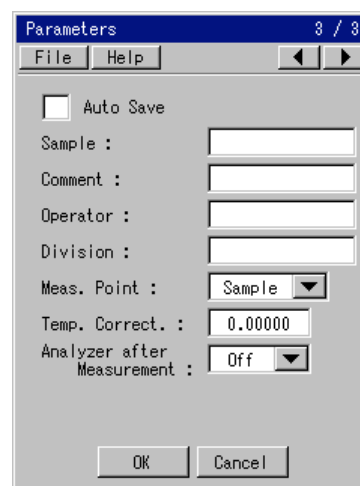 Parameters 3 / 3
File Help
Auto Save
Sample :
Comment :
Operator :
Division :
Meas. Point : Sample
Temp. Correct. : 0.00000
Analyzer after
Measurement : Off
OK Cancel